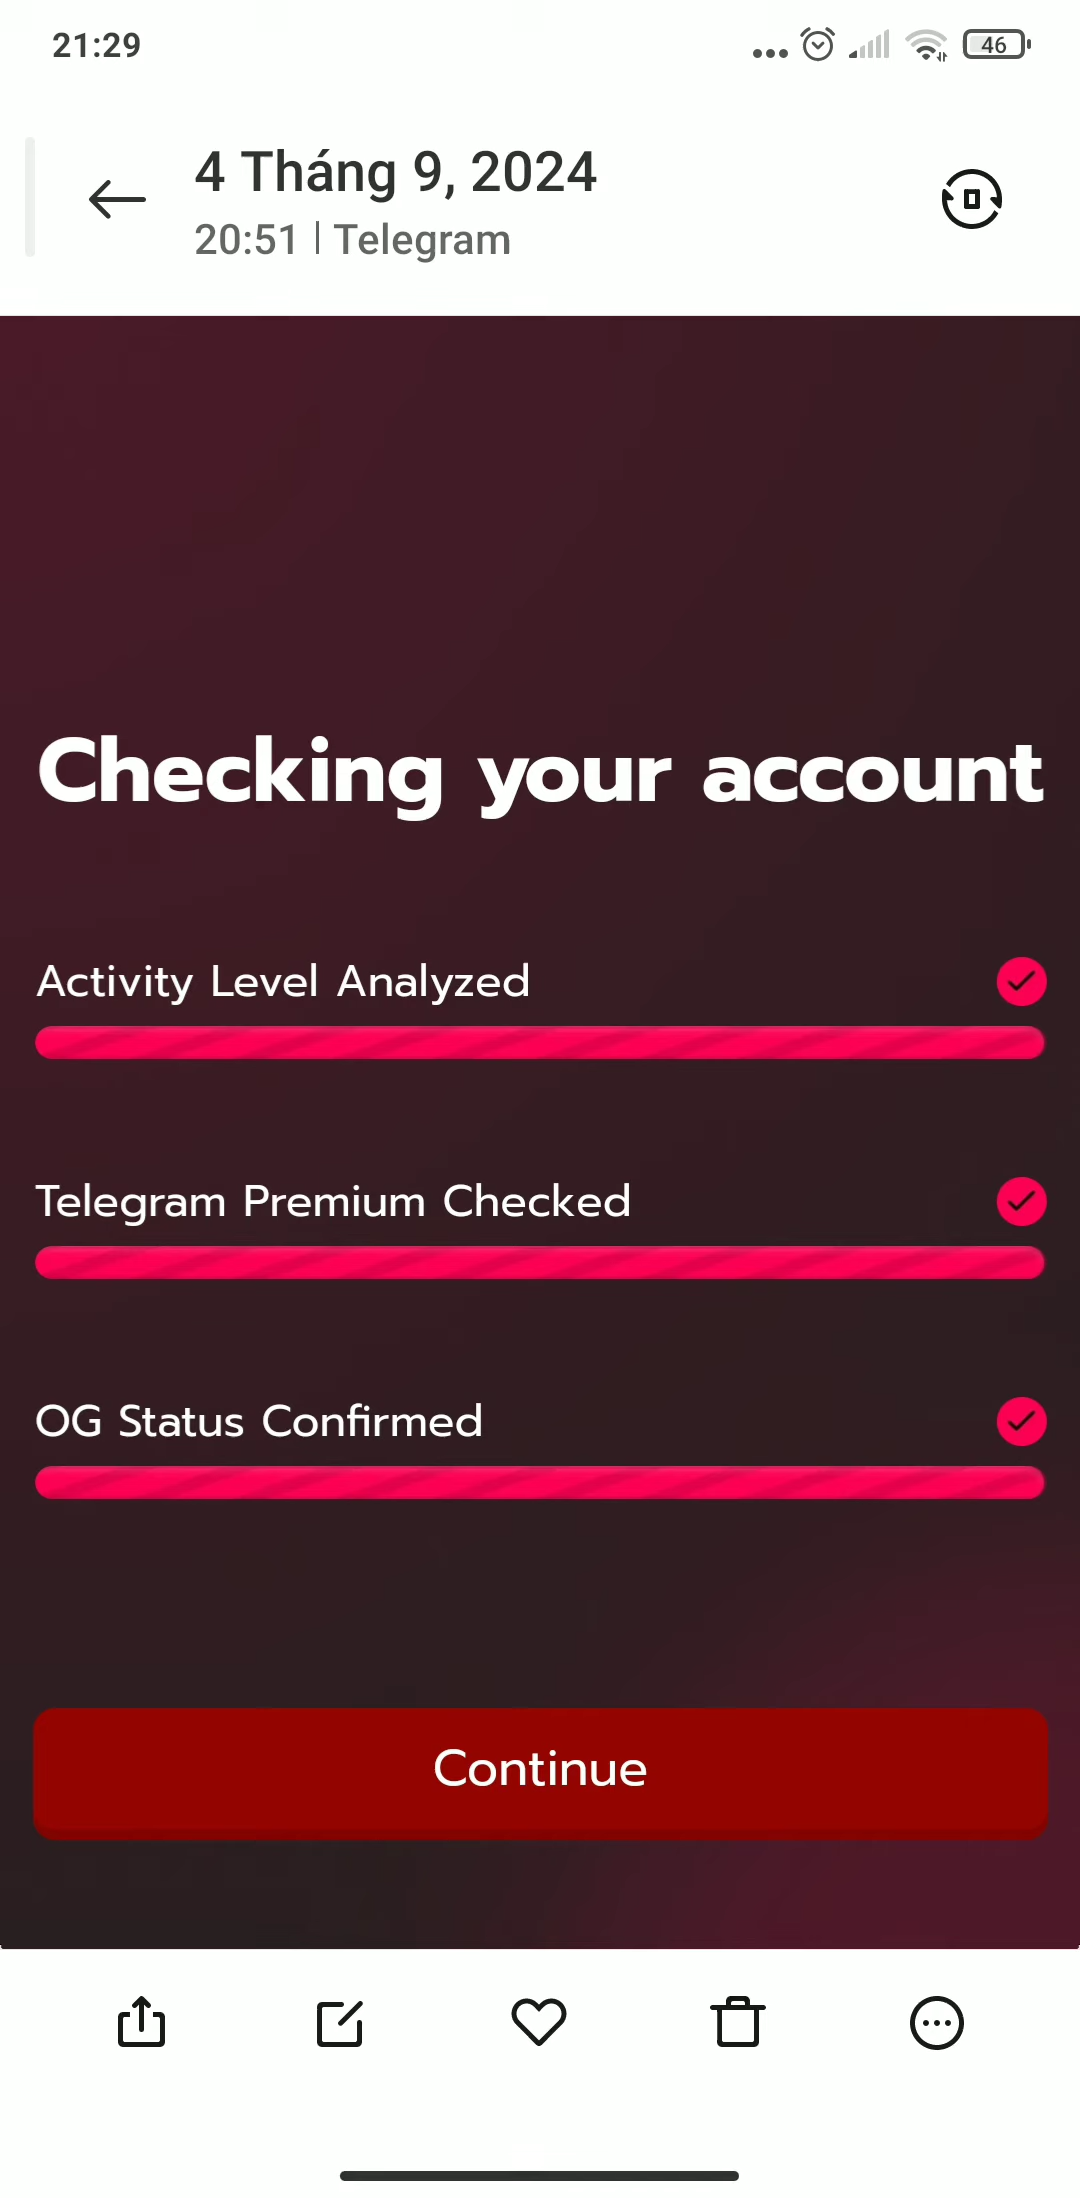 21:29
46
4 Tháng 9, 2024
20:51 | Telegram
Checking your account
Activity Level Analyzed
Telegram Premium Checked
OG Status Confirmed
Continue